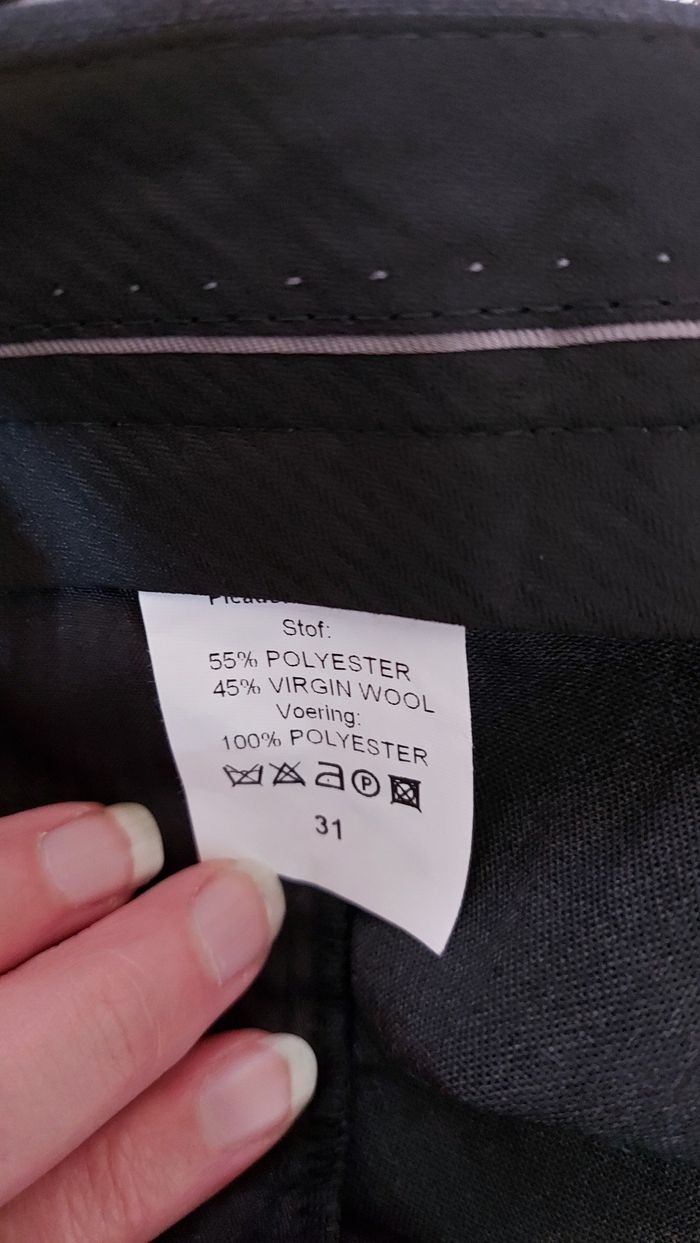 Stof:
55% POLYESTER
45% VIRGIN WOOL
Voering:
100% POLYESTER
P
31